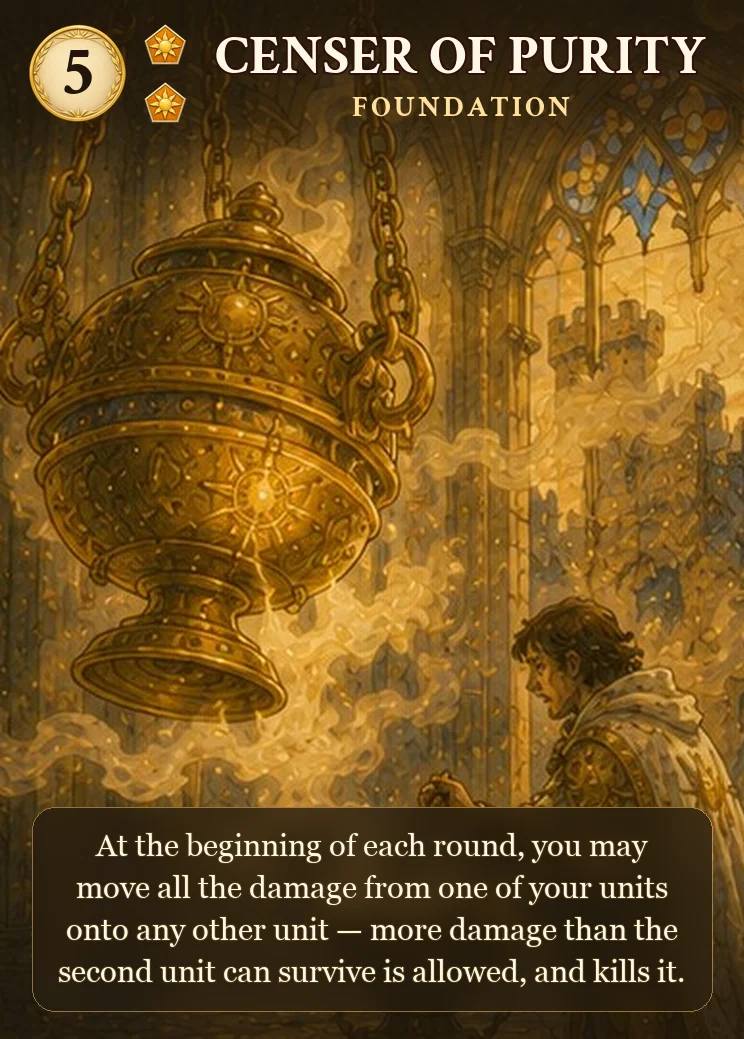 5
CENSER OF PURITY
FOUNDATION
At the beginning of each round, you may
move all the damage from one of your units
onto any other unit — more damage than the
second unit can survive is allowed, and kills it.